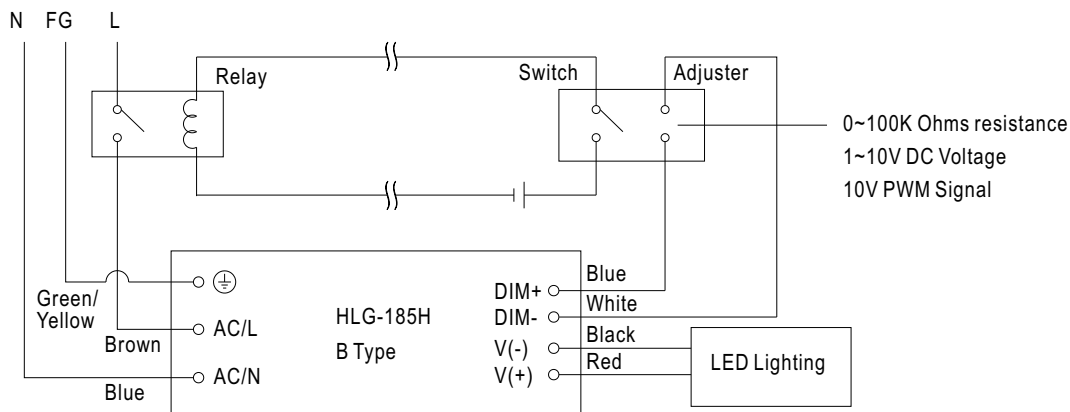 N FG L
Relay
Switch
Adjuster
0~100K Ohms resistance
1~10V DC Voltage
10V PWM Signal
Green/
Yellow
Brown
Blue
AC/L
AC/N
HLG-185H
B Type
DIM+
DIM-
V(-)
V(+)
Blue
White
Black
Red
LED Lighting